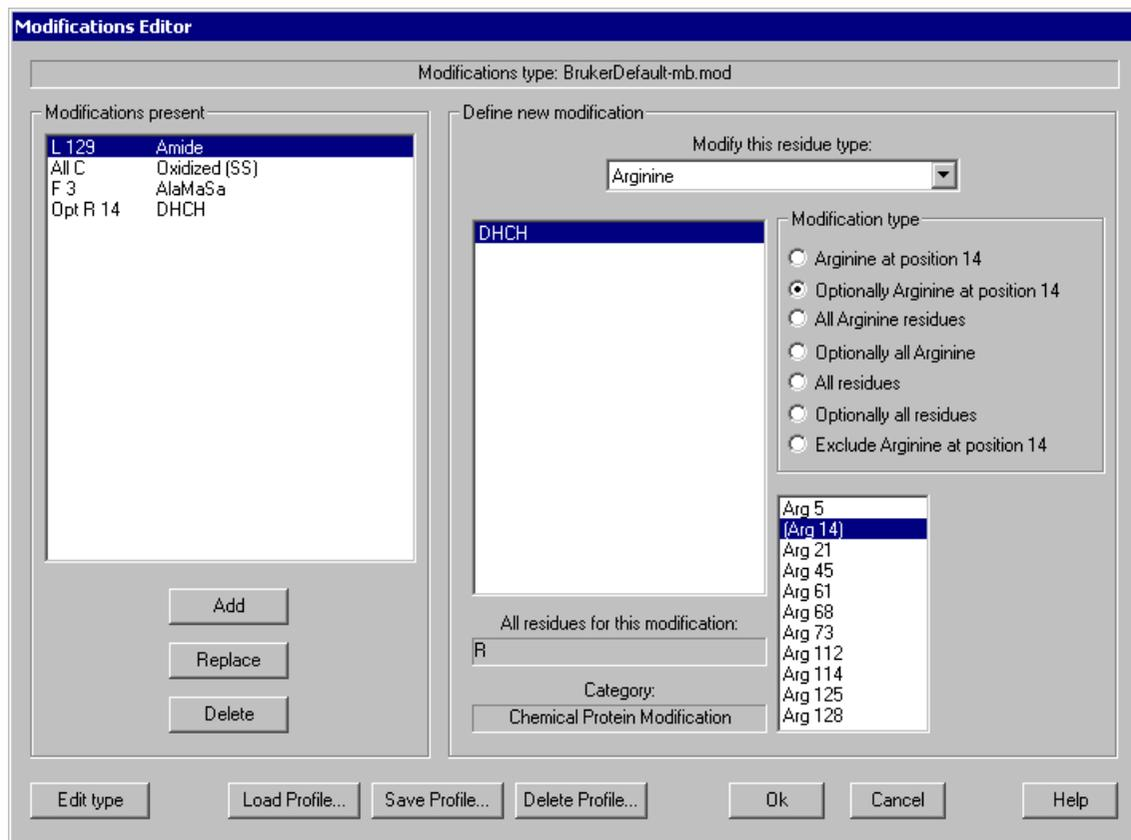 Modifications Editor
Modifications type: BrukerDefault-mb.mod
Modifications present
L 129 Amide
All C Oxidized (SS)
F 3 AlaMaSa
Opt R 14 DHCH
Add
Replace
Delete
Define new modification
Modify this residue type:
Arginine
DHCH
Modification type
Arginine at position 14
Optionally Arginine at position 14
All Arginine residues
Optionally all Arginine
All residues
Optionally all residues
Exclude Arginine at position 14
Arg 5
(Arg 14)
Arg 21
Arg 45
Arg 61
Arg 68
Arg 73
Arg 112
Arg 114
Arg 125
Arg 128
All residues for this modification:
R
Category:
Chemical Protein Modification
Edit type
Load Profile...
Save Profile...
Delete Profile...
Ok
Cancel
Help